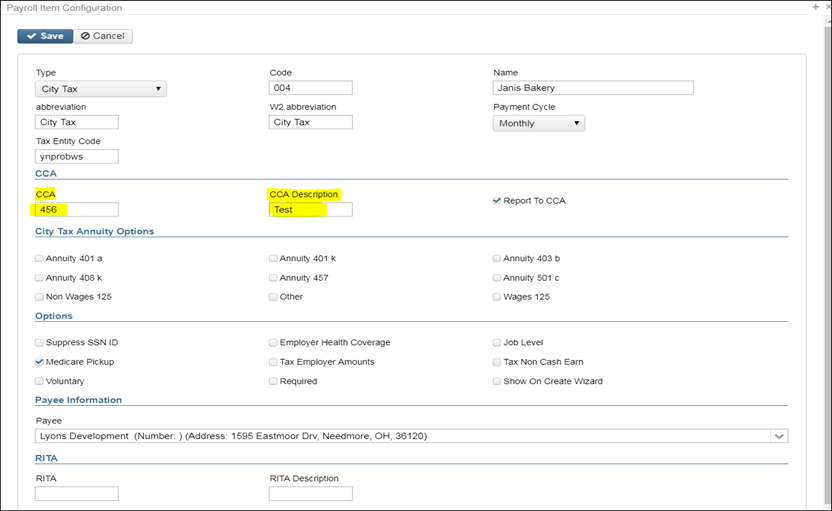 Payroll Item Configuration
Save Cancel
Type Code Name
City Tax 004 Janis Bakery
abbreviation W2 abbreviation Payment Cycle
City Tax City Tax Monthly
Tax Entity Code
ynprobws
CCA
CCA CCA Description
456 Test Report To CCA
City Tax Annuity Options
Annuity 401 a Annuity 401 k Annuity 403 b
Annuity 408 k Annuity 457 Annuity 501 c
Non Wages 125 Other Wages 125
Options
Suppress SSN ID Employer Health Coverage Job Level
Medicare Pickup Tax Employer Amounts Tax Non Cash Earn
Voluntary Required Show On Create Wizard
Payee Information
Payee
Lyons Development (Number: ) (Address: 1595 Eastmoor Drv, Needmore, OH, 36120)
RITA
RITA RITA Description